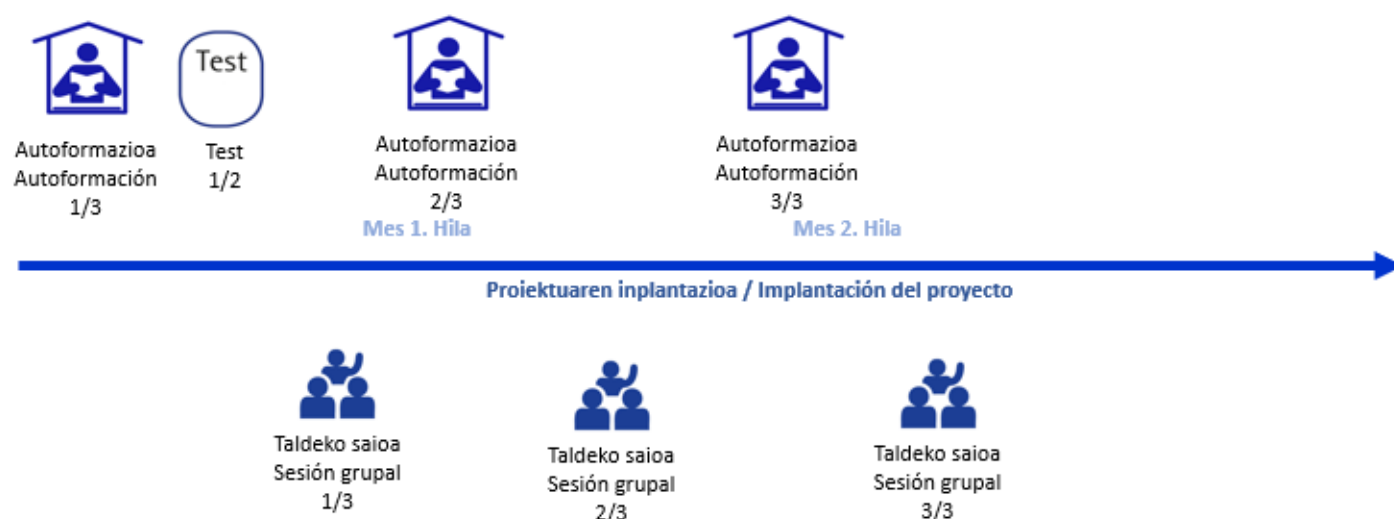 Test
Autoformazioa
Autoformación
1/3
Test
1/2
Autoformazioa
Autoformación
2/3
Autoformazioa
Autoformación
3/3
Mes 1. Hila
Mes 2. Hila
Proiektuaren inplantazioa / Implantación del proyecto
Taldeko saioa
Sesión grupal
1/3
Taldeko saioa
Sesión grupal
2/3
Taldeko saioa
Sesión grupal
3/3